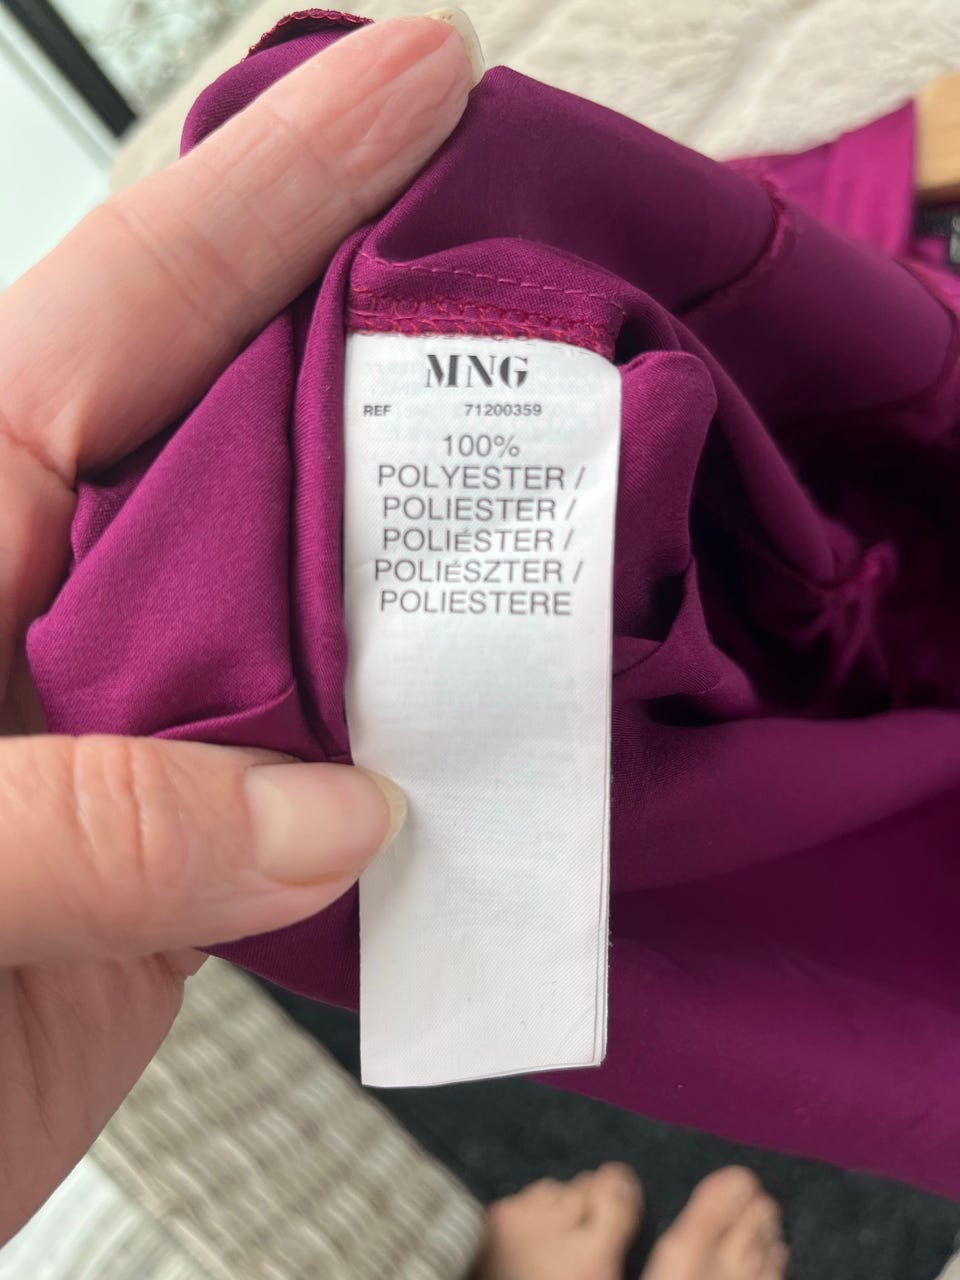 MNG
REF 71200359
100%
POLYESTER /
POLIESTER /
POLIÉSTER /
POLIÉSZTER /
POLIESTERE